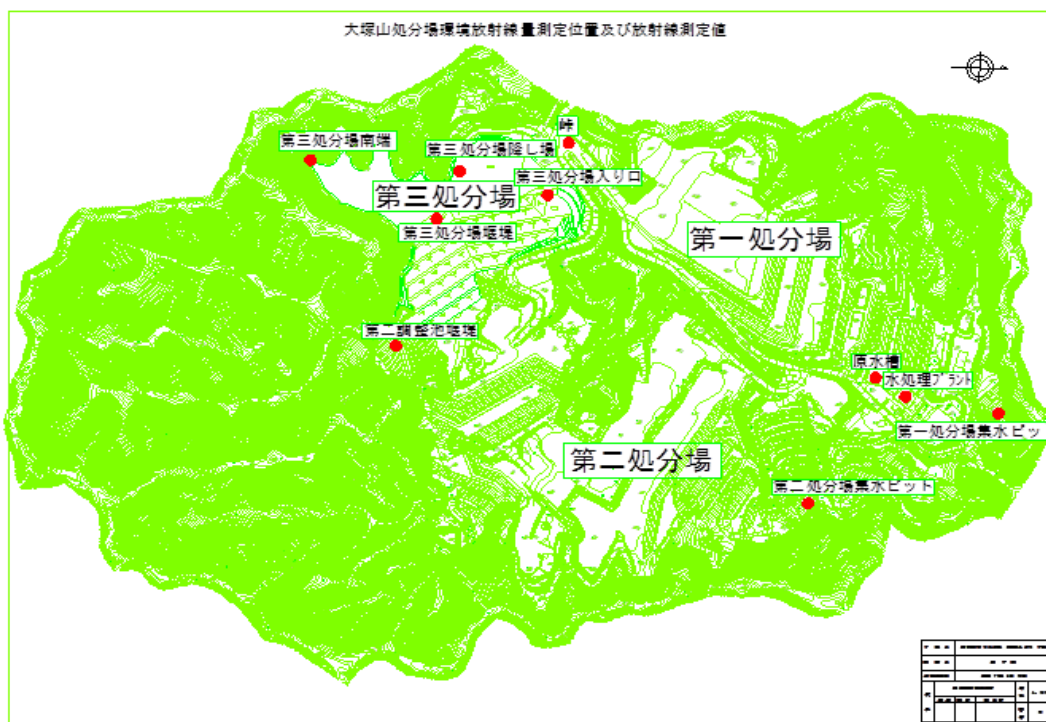 大塚山処分場環境放射線量測定位置及び放射線測定値
峠
第三処分場南端
第三処分場降し場
第三処分場入り口
第三処分場
第三処分場堰堤
第一処分場
第二調整池堰堤
原水槽
水処理プラント
第一処分場集水ピット
第二処分場
第二処分場集水ピット